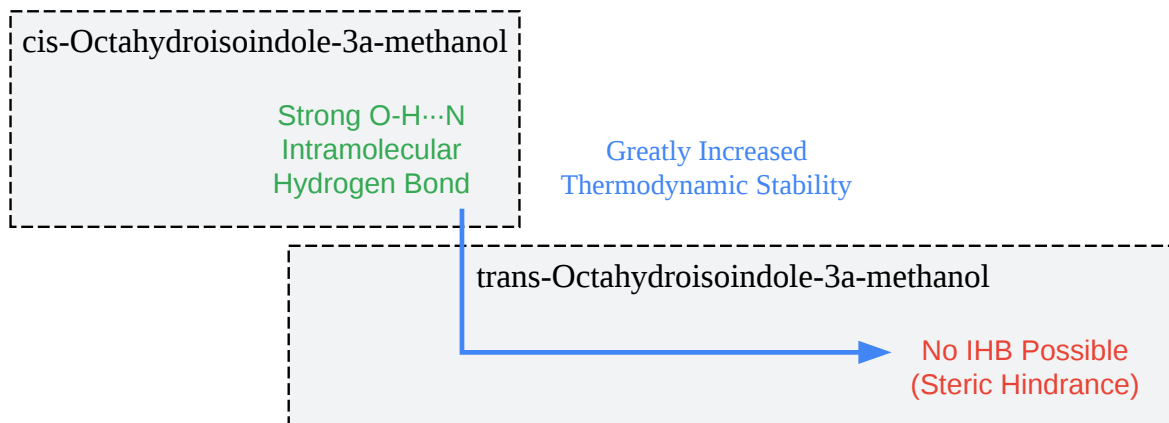 cis-Octahydroisoindole-3a-methanol
Strong O-H···N
Intramolecular
Hydrogen Bond
Greatly Increased
Thermodynamic Stability
trans-Octahydroisoindole-3a-methanol
No IHB Possible
(Steric Hindrance)